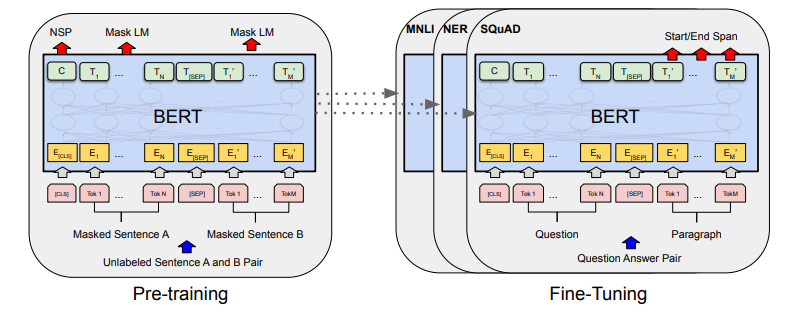 NSP Mask LM Mask LM
C T1 ... TN T[SEP] T1' ... TM'
BERT
E[CLS] E1 ... EN E[SEP] E1' ... EM'
[CLS] Tok 1 ... Tok N [SEP] Tok 1 ... TokM
Masked Sentence A Masked Sentence B
Unlabeled Sentence A and B Pair
Pre-training
MNLI NER SQuAD
Start/End Span
C T1 ... TN T[SEP] T1' ... TM'
BERT
E[CLS] E1 ... EN E[SEP] E1' ... EM'
[CLS] Tok 1 ... Tok N [SEP] Tok 1 ... TokM
Question Paragraph
Question Answer Pair
Fine-Tuning